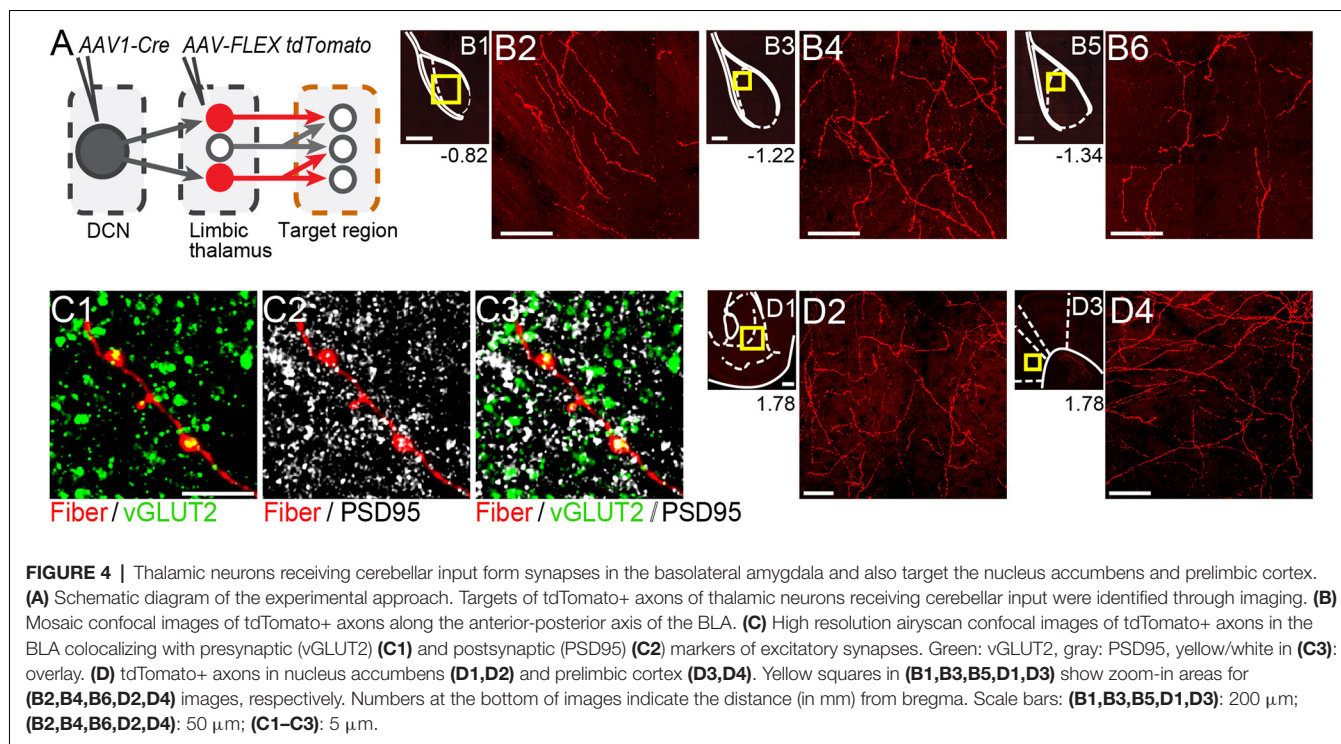 A
AAV1-Cre
AAV-FLEX tdTomato
DCN
Limbic
thalamus
Target region
B1
-0.82
B2
B3
-1.22
B4
B5
-1.34
B6
C1
Fiber / vGLUT2
C2
Fiber / PSD95
C3
Fiber / vGLUT2 / PSD95
D1
1.78
D2
D3
1.78
D4
FIGURE 4 | Thalamic neurons receiving cerebellar input form synapses in the basolateral amygdala and also target the nucleus accumbens and prelimbic cortex.
(A) Schematic diagram of the experimental approach. Targets of tdTomato+ axons of thalamic neurons receiving cerebellar input were identified through imaging. (B)
Mosaic confocal images of tdTomato+ axons along the anterior-posterior axis of the BLA. (C) High resolution airyscan confocal images of tdTomato+ axons in the
BLA colocalizing with presynaptic (vGLUT2) (C1) and postsynaptic (PSD95) (C2) markers of excitatory synapses. Green: vGLUT2, gray: PSD95, yellow/white in (C3):
overlay. (D) tdTomato+ axons in nucleus accumbens (D1,D2) and prelimbic cortex (D3,D4). Yellow squares in (B1,B3,B5,D1,D3) show zoom-in areas for
(B2,B4,B6,D2,D4) images, respectively. Numbers at the bottom of images indicate the distance (in mm) from bregma. Scale bars: (B1,B3,B5,D1,D3): 200 μm;
(B2,B4,B6,D2,D4): 50 μm; (C1–C3): 5 μm.